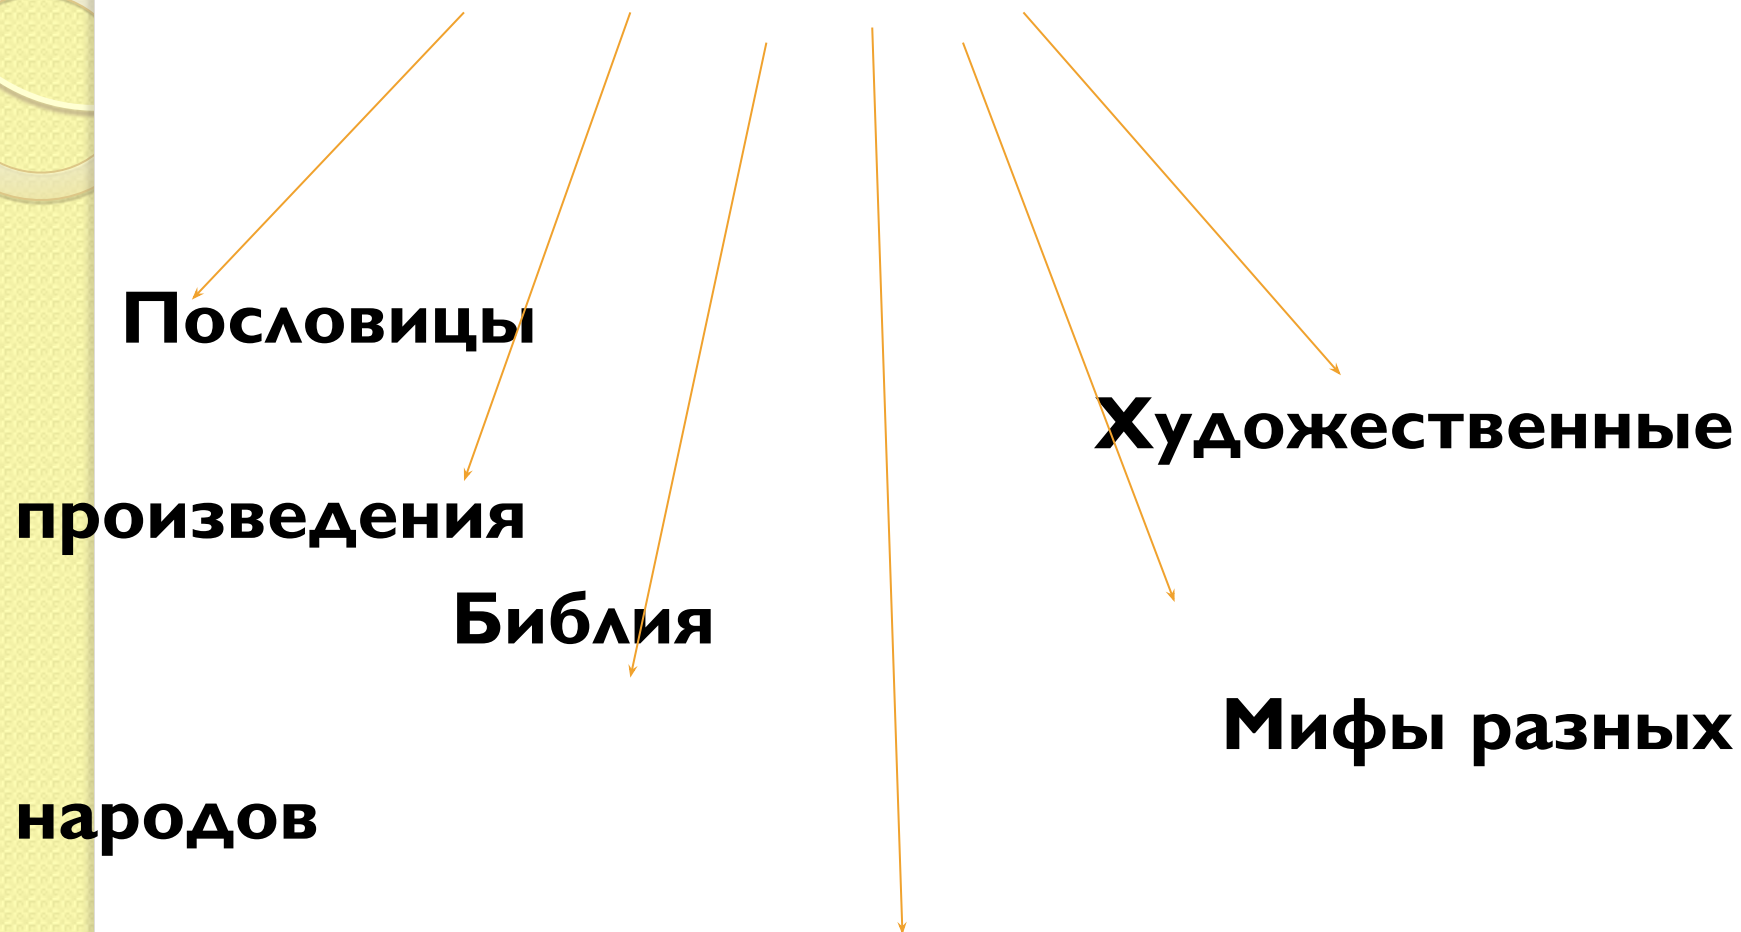 Пословицы
Художественные
произведения
Библия
Мифы разных
народов